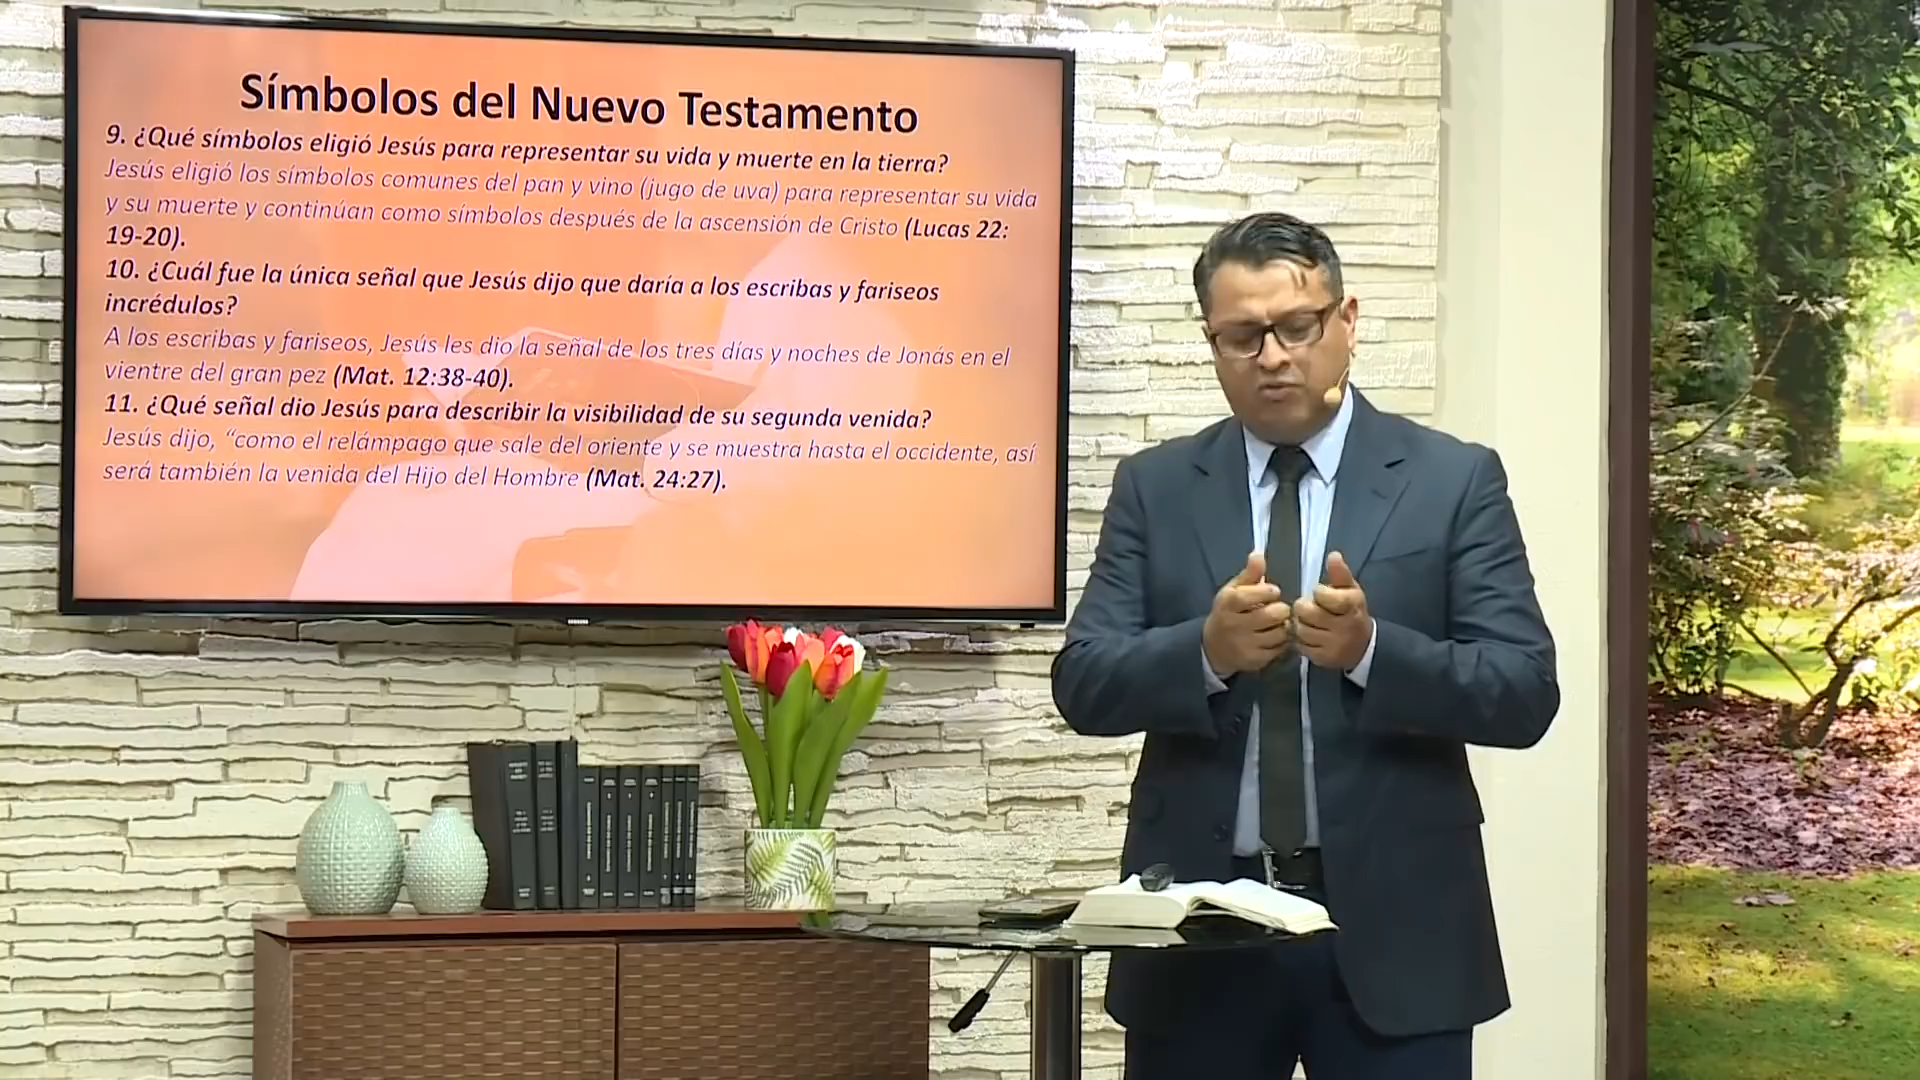 Símbolos del Nuevo Testamento
9. ¿Qué símbolos eligió Jesús para representar su vida y muerte en la tierra?
Jesús eligió los símbolos comunes del pan y vino (jugo de uva) para representar su vida
y su muerte y continúan como símbolos después de la ascensión de Cristo (Lucas 22:
19-20).
10. ¿Cuál fue la única señal que Jesús dijo que daría a los escribas y fariseos
incrédulos?
A los escribas y fariseos, Jesús les dio la señal de los tres días y noches de Jonás en el
vientre del gran pez (Mat. 12:38-40).
11. ¿Qué señal dio Jesús para describir la visibilidad de su segunda venida?
Jesús dijo, “como el relámpago que sale del oriente y se muestra hasta el occidente, así
será también la venida del Hijo del Hombre (Mat. 24:27).